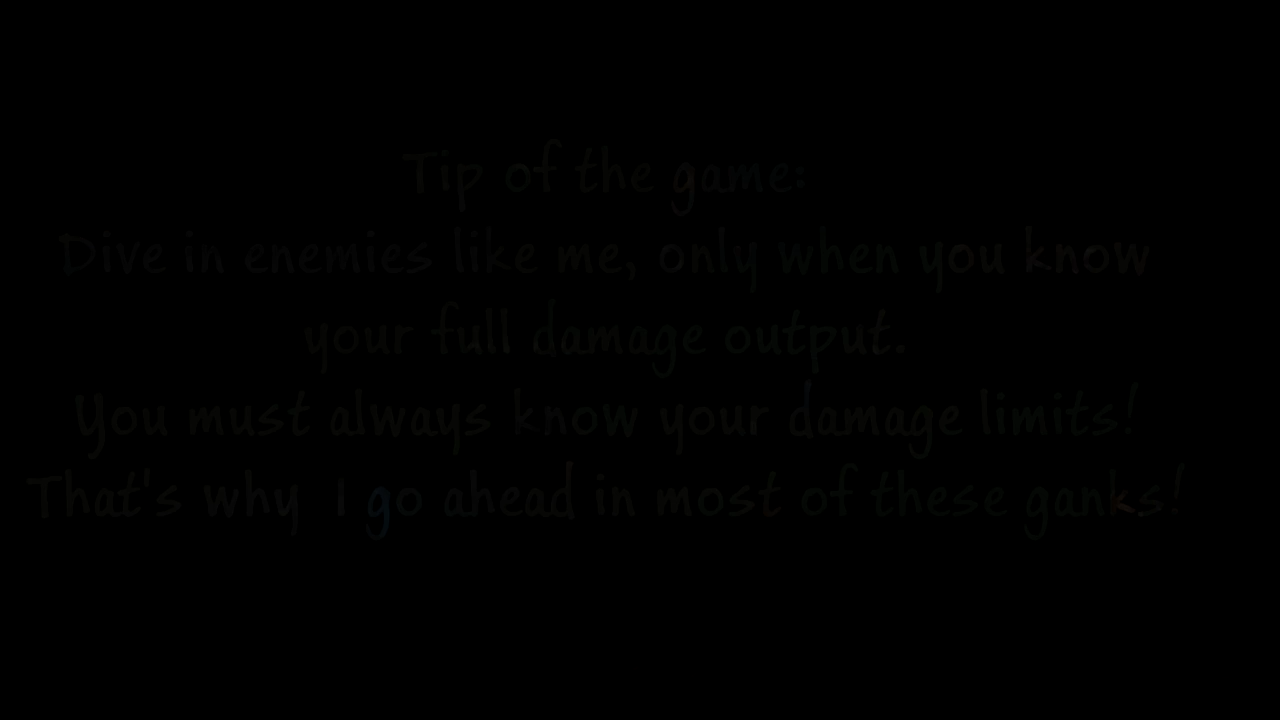 Tip of the game:
Dive in enemies like me, only when you know
your full damage output.
You must always know your damage limits!
That's why I go ahead in most of these ganks!